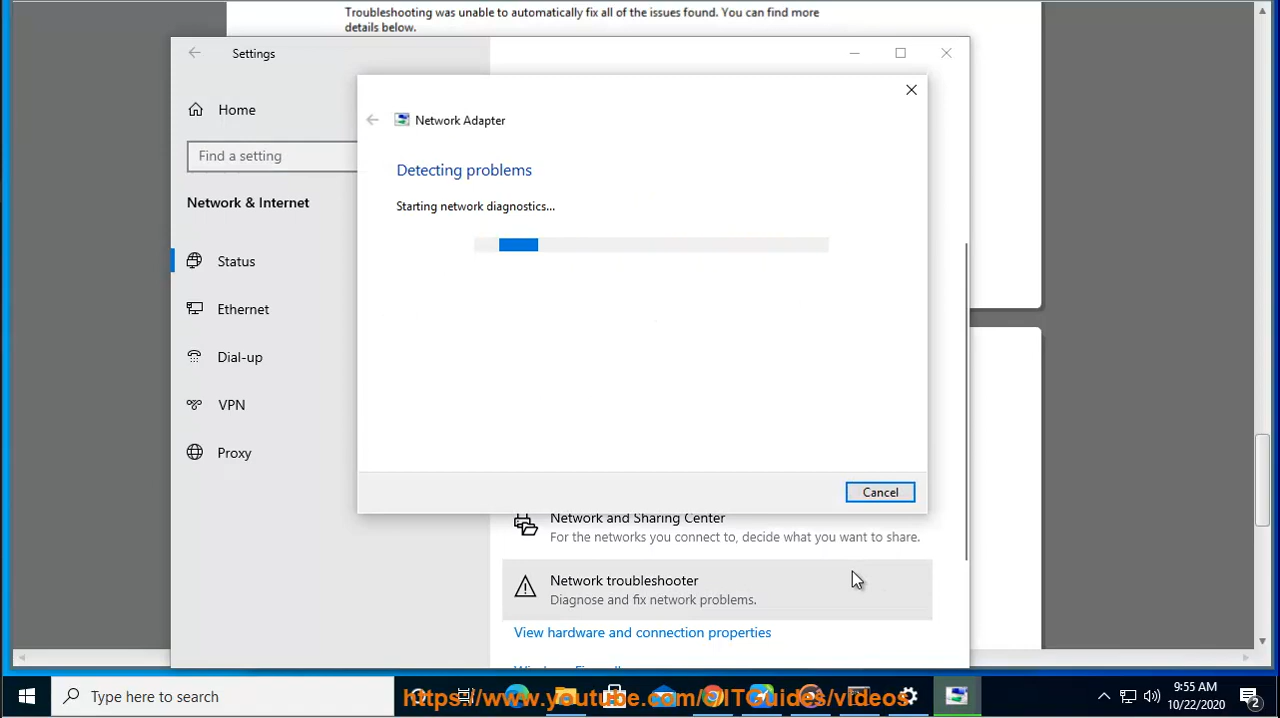 Troubleshooting was unable to automatically fix all of the issues found. You can find more
details below.
Settings
Home
Find a setting
Network & Internet
Status
Ethernet
Dial-up
VPN
Proxy
Network Adapter
Detecting problems
Starting network diagnostics...
Cancel
Network and Sharing Center
For the networks you connect to, decide what you want to share.
Network troubleshooter
Diagnose and fix network problems.
View hardware and connection properties
Windows Firewall
Type here to search
https://www.youtube.com/@ITGuides/videos
9:55 AM
10/22/2020
2